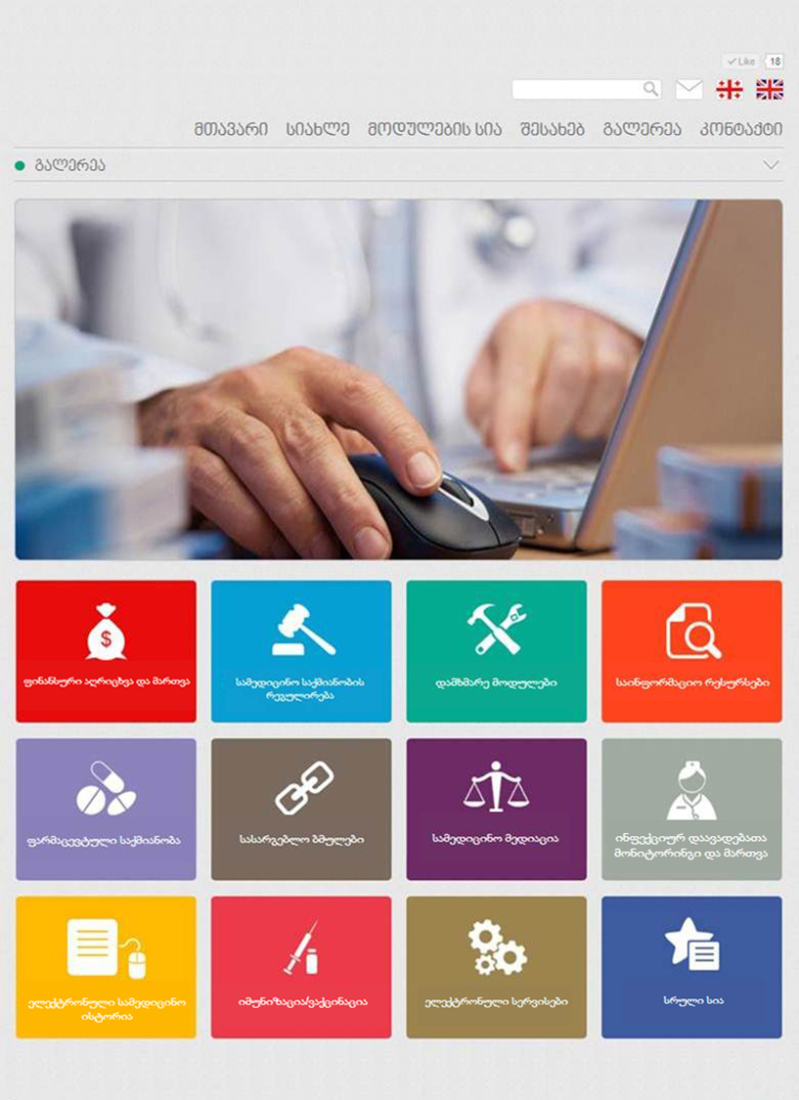 Like 18
მთავარი სიახლე მოდულების სია შესახებ გალერეა კონტაქტი
გალერეა
$
ფინანსური აღრიცხვა და მართვა
სამედიცინო საქმიანობის
რეგულირება
დამხმარე მოდულები
საინფორმაციო რესურსები
ფარმაცევტული საქმიანობა
სასარგებლო ბმულები
სამედიცინო მედიაცია
ინფექციურ დაავადებათა
მონიტორინგი და მართვა
ელექტრონული სამედიცინო
ისტორია
იმუნიზაცია/ვაქცინაცია
ელექტრონული სერვისები
სრული სია